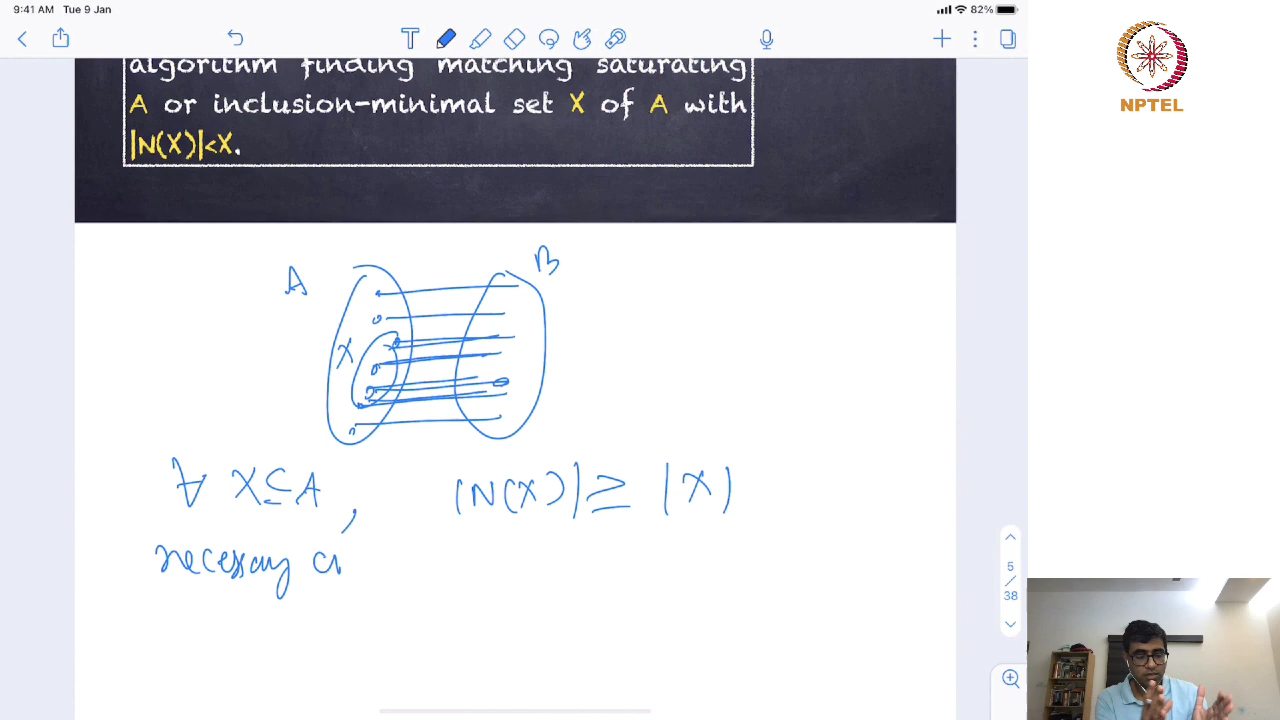 9:41 AM Tue 9 Jan
82%
NPTEL
algorithm finding matching saturating
A or inclusion-minimal set X of A with
|N(X)|<X.
A
B
X
∀ X⊆A, |N(X)| ≥ |X|
necessary
5
/
38